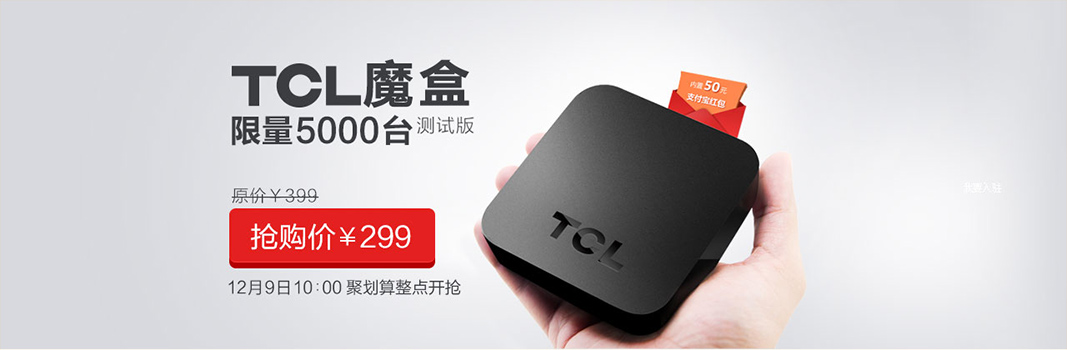 TCL魔盒
限量5000台 测试版
原价￥399
抢购价￥299
12月9日10:00 聚划算整点开抢
内置50元
支付宝红包
TCL